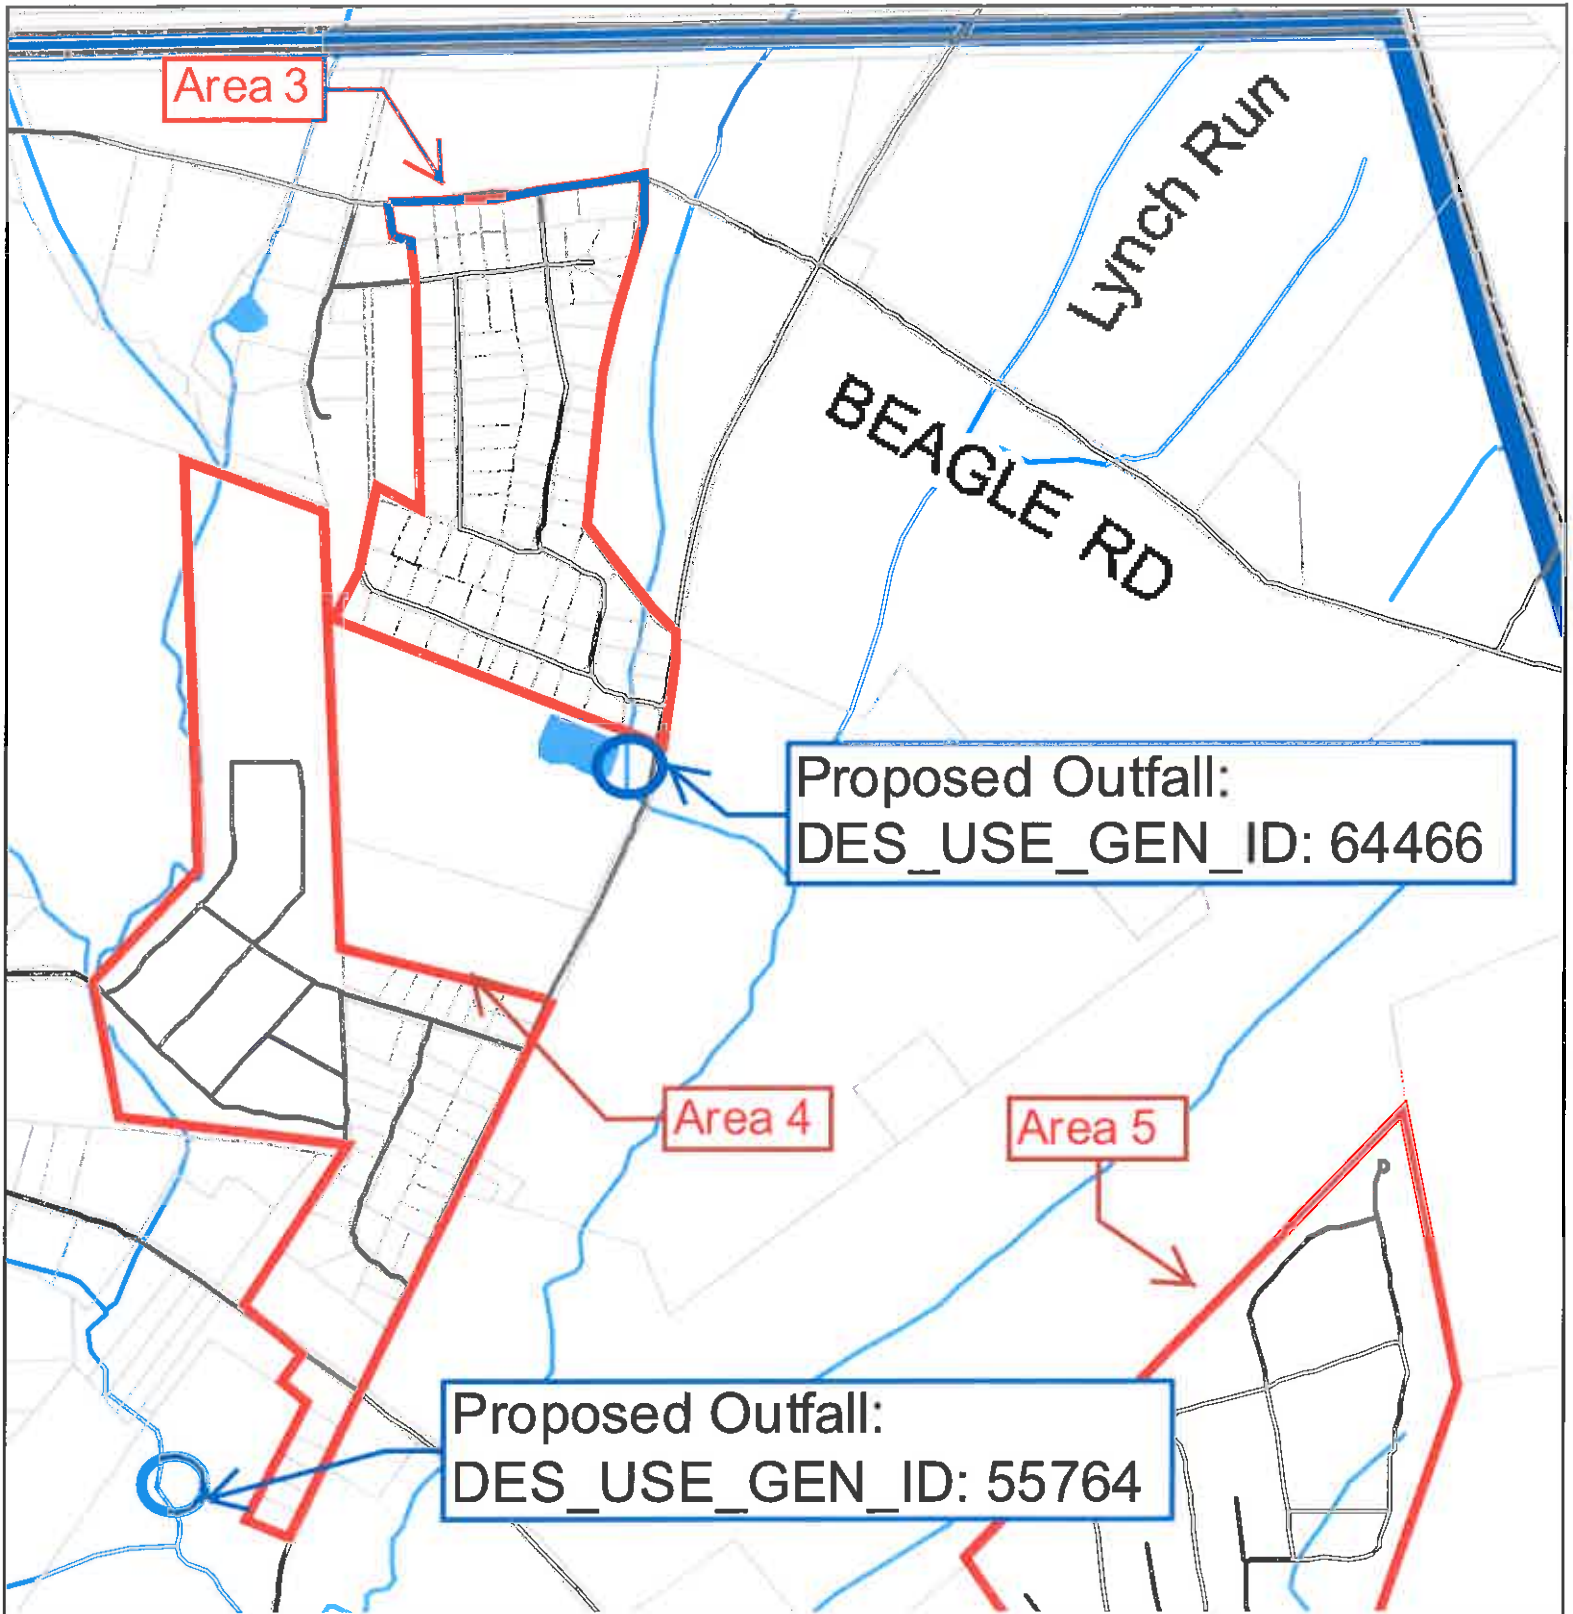 Area 3
Lynch Run
BEAGLE RD
Proposed Outfall:
DES_USE_GEN_ID: 64466
Area 4
Area 5
Proposed Outfall:
DES_USE_GEN_ID: 55764